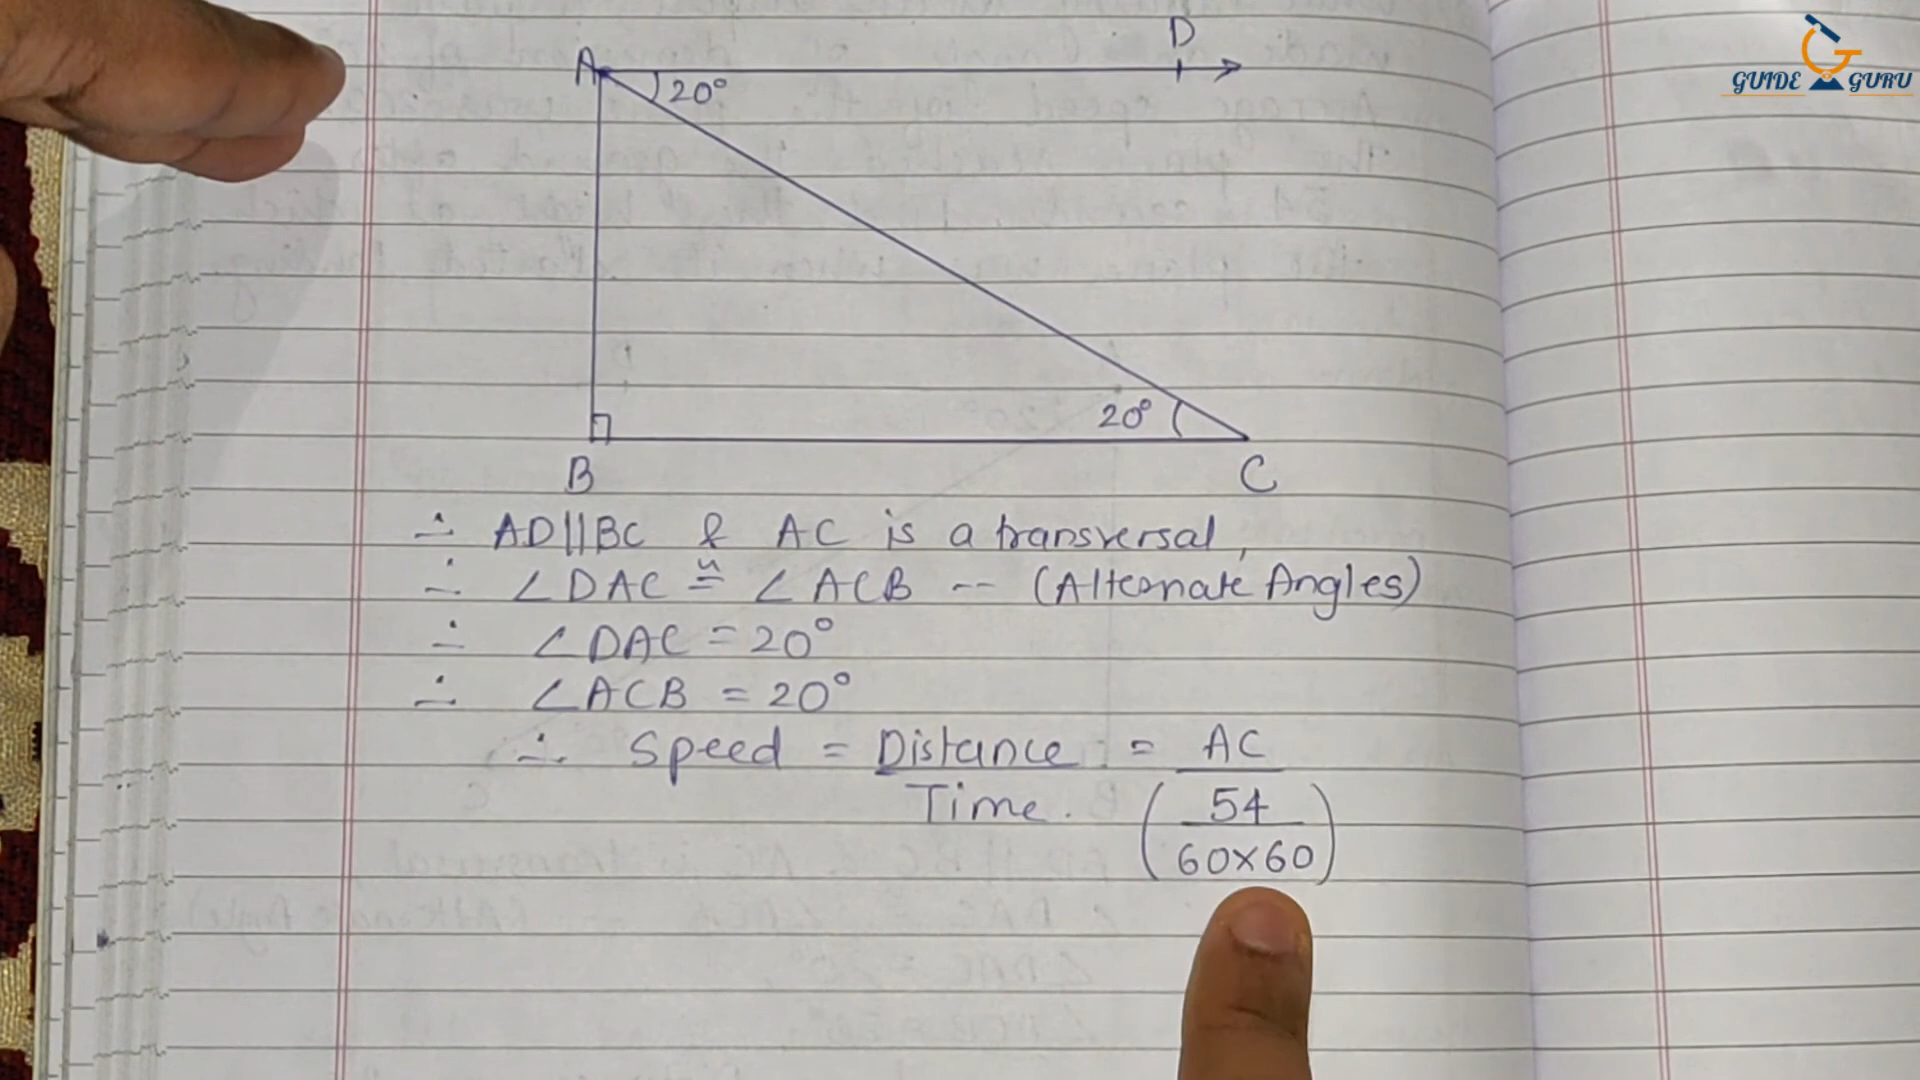 D
GUIDE GURU
A
20°
20°
B
C
∴ AD||BC & AC is a transversal,
∴ ∠DAC ≅ ∠ACB -- (Alternate Angles)
∴ ∠DAC = 20°
∴ ∠ACB = 20°
∴ Speed = Distance = AC
Time. ( 54
60×60 )